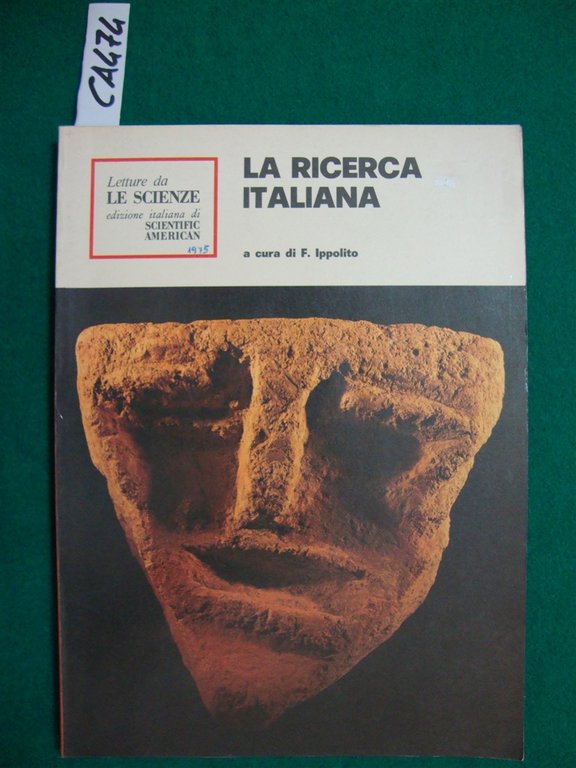 CA474
Letture da
LE SCIENZE
edizione italiana di
SCIENTIFIC
AMERICAN
1975
LA RICERCA
ITALIANA
a cura di F. Ippolito